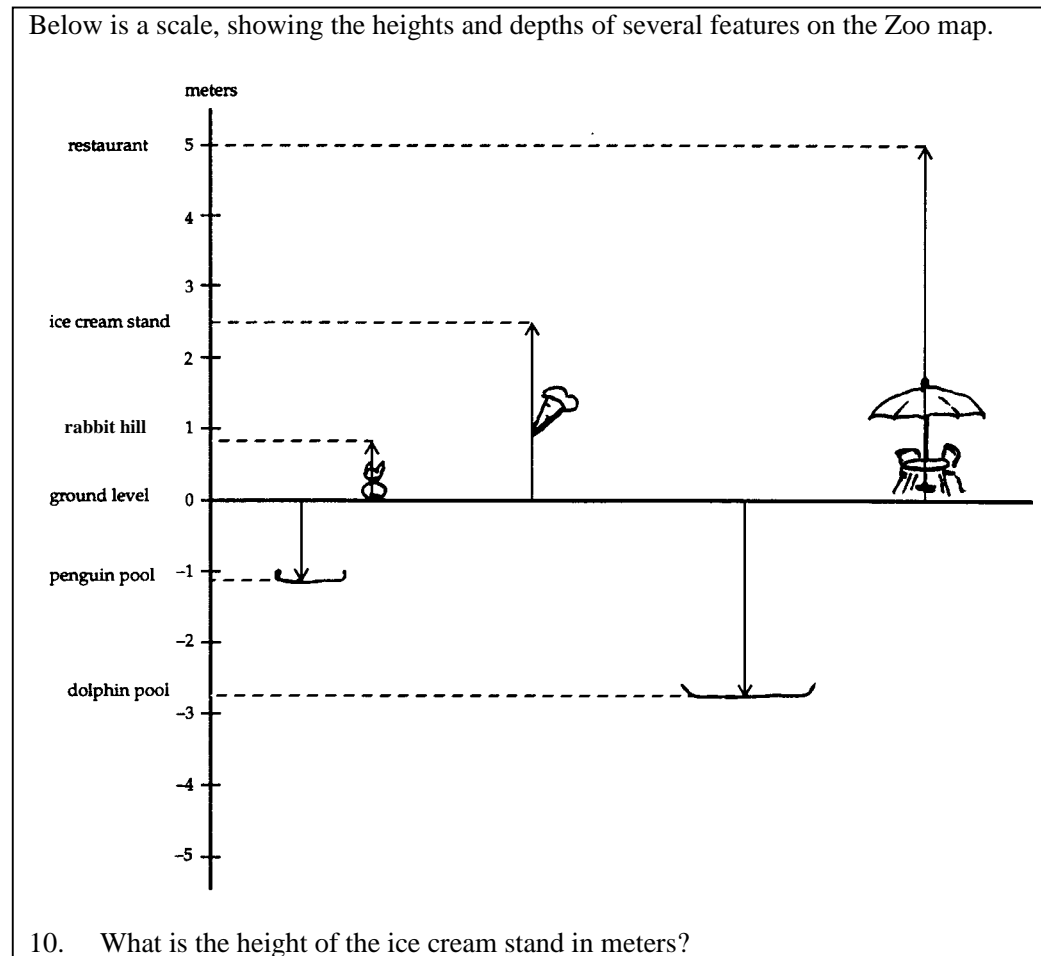 Below is a scale, showing the heights and depths of several features on the Zoo map.
meters
restaurant 5
4
3
ice cream stand
2
rabbit hill 1
ground level 0
penguin pool −1
−2
dolphin pool
−3
−4
−5
10. What is the height of the ice cream stand in meters?